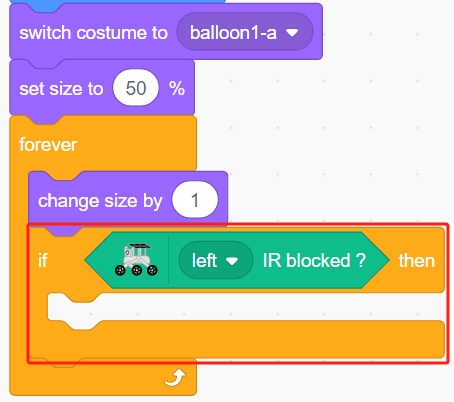 switch costume to balloon1-a
set size to 50 %
forever
change size by 1
if left IR blocked ? then